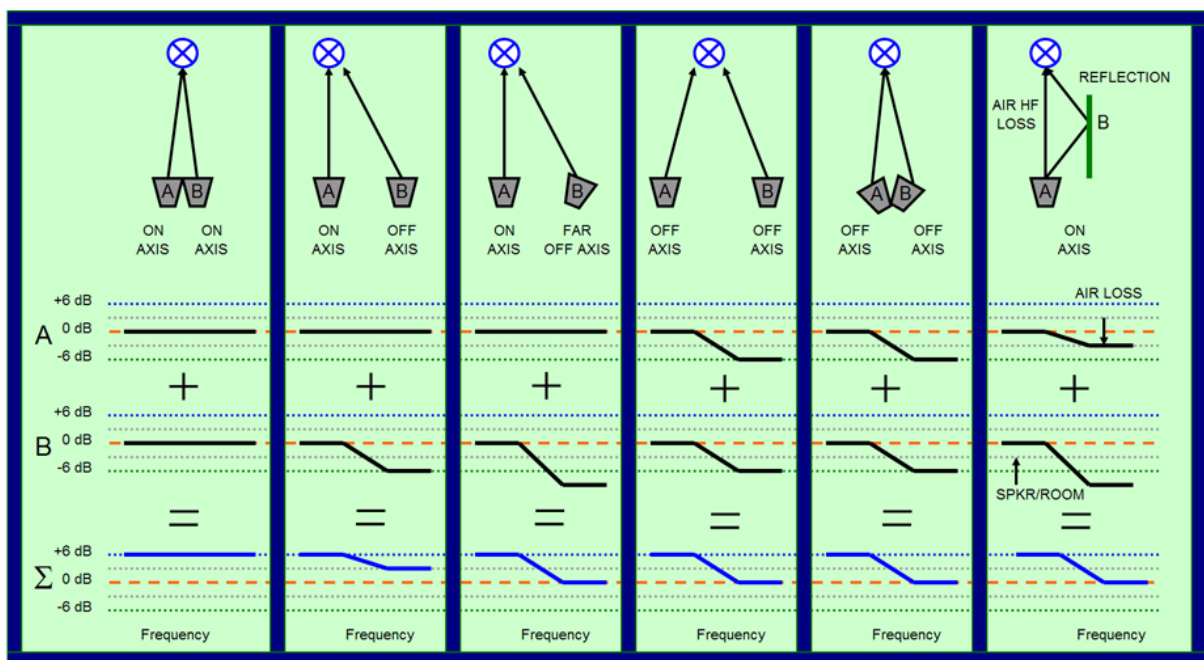 REFLECTION
AIR HF
LOSS
B
A B A B A B A B A B A
ON ON ON OFF ON FAR OFF OFF OFF OFF ON
AXIS AXIS AXIS AXIS AXIS OFF AXIS AXIS AXIS AXIS AXIS AXIS
AIR LOSS
+6 dB
A 0 dB
-6 dB
+ + + + + +
+6 dB
B 0 dB
-6 dB
SPKR/ROOM
= = = = = =
+6 dB
Σ 0 dB
-6 dB
Frequency Frequency Frequency Frequency Frequency Frequency